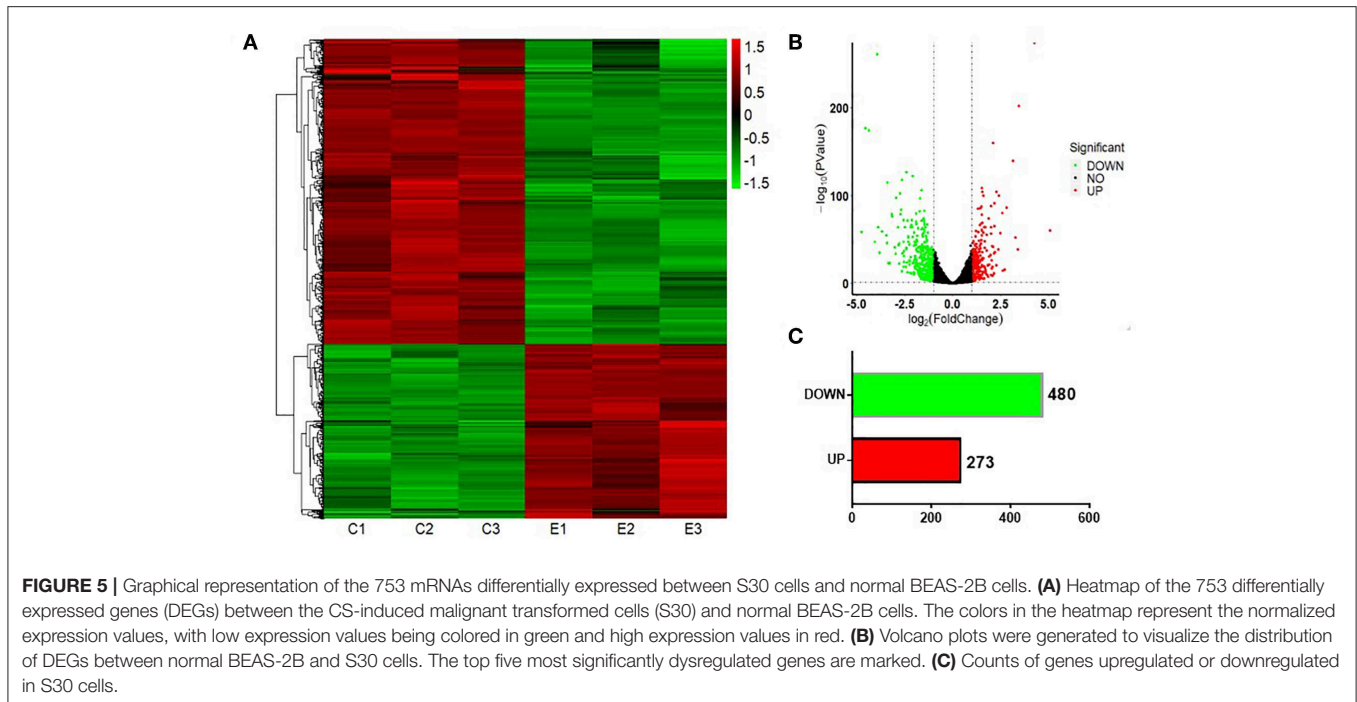 A
1.5
1
0.5
0
-0.5
-1
-1.5
C1 C2 C3 E1 E2 E3
B
200
100
0
−log10(PValue)
-5.0 -2.5 0.0 2.5 5.0
log2(FoldChange)
Significant
DOWN
NO
UP
C
DOWN 480
UP 273
0 200 400 600
FIGURE 5 | Graphical representation of the 753 mRNAs differentially expressed between S30 cells and normal BEAS-2B cells. (A) Heatmap of the 753 differentially
expressed genes (DEGs) between the CS-induced malignant transformed cells (S30) and normal BEAS-2B cells. The colors in the heatmap represent the normalized
expression values, with low expression values being colored in green and high expression values in red. (B) Volcano plots were generated to visualize the distribution
of DEGs between normal BEAS-2B and S30 cells. The top five most significantly dysregulated genes are marked. (C) Counts of genes upregulated or downregulated
in S30 cells.